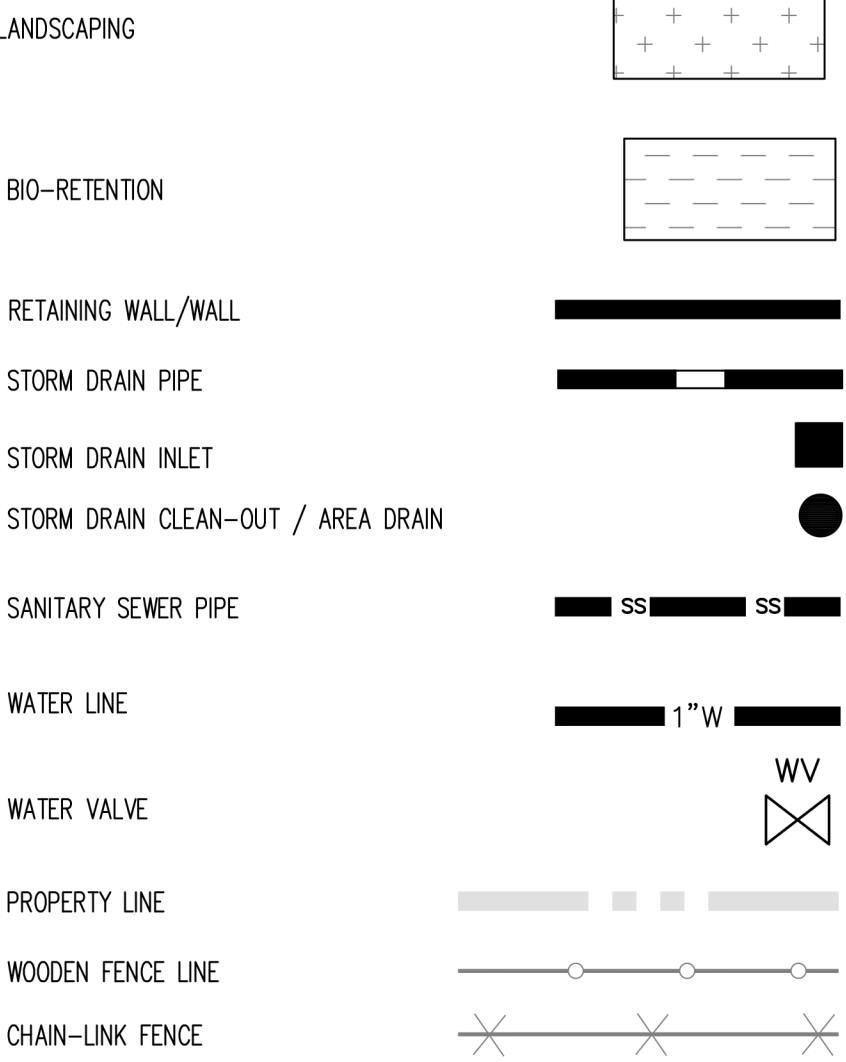 LANDSCAPING
BIO-RETENTION
RETAINING WALL/WALL
STORM DRAIN PIPE
STORM DRAIN INLET
STORM DRAIN CLEAN-OUT / AREA DRAIN
SANITARY SEWER PIPE SS SS
WATER LINE 1"W
WV
WATER VALVE
PROPERTY LINE
WOODEN FENCE LINE
CHAIN-LINK FENCE